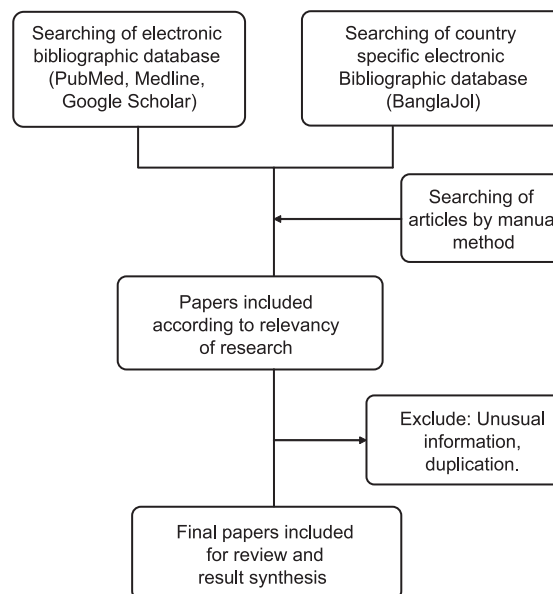 Searching of electronic
bibliographic database
(PubMed, Medline,
Google Scholar)
Searching of country
specific electronic
Bibliographic database
(BanglaJol)
Searching of
articles by manual
method
Papers included
according to relevancy
of research
Exclude: Unusual
information,
duplication.
Final papers included
for review and
result synthesis